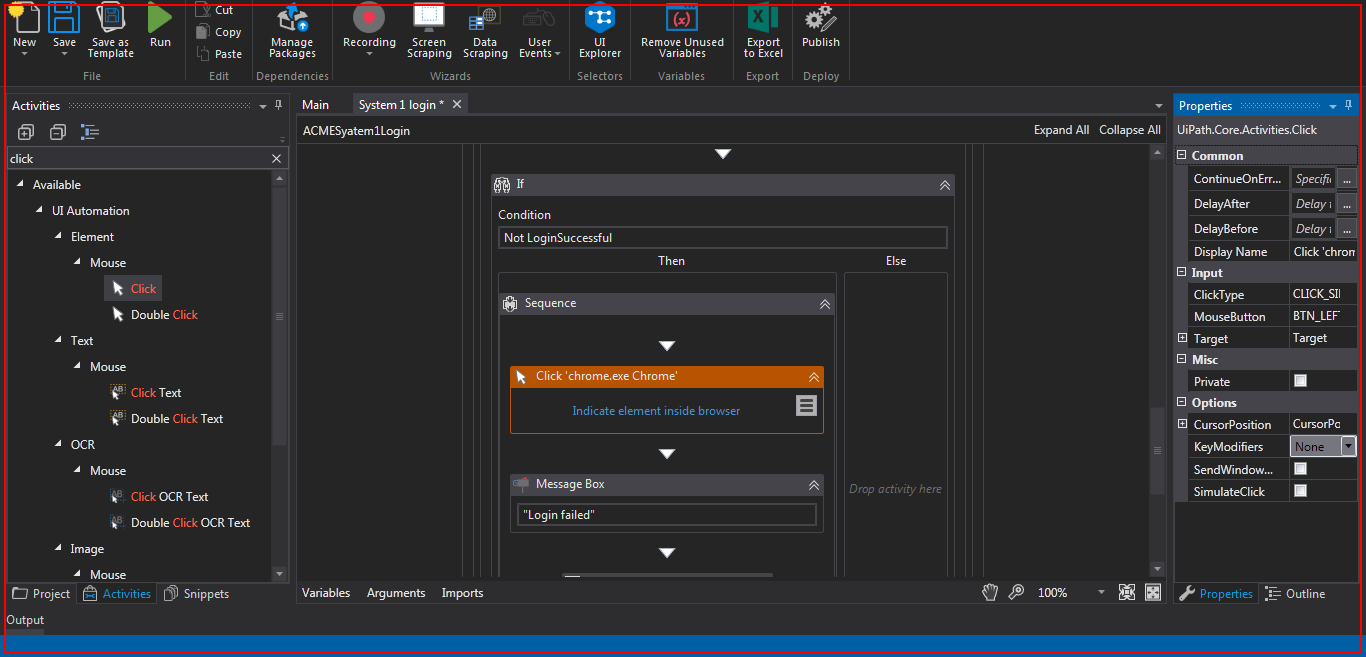 New Save Save as Template Run Cut Copy Paste Manage Packages Recording Screen Scraping Data Scraping User Events UI Explorer Remove Unused Variables Export to Excel Publish
File Edit Dependencies Wizards Selectors Variables Export Deploy
Activities
click
Available
UI Automation
Element
Mouse
Click
Double Click
Text
Mouse
Click Text
Double Click Text
OCR
Mouse
Click OCR Text
Double Click OCR Text
Image
Mouse
Project Activities Snippets
Main System 1 login *
ACMESyatem1Login Expand All Collapse All
If
Condition
Not LoginSuccessful
Then Else
Sequence
Click 'chrome.exe Chrome'
Indicate element inside browser
Message Box
"Login failed"
Drop activity here
Variables Arguments Imports 100%
Properties
UiPath.Core.Activities.Click
Common
ContinueOnErr... Specifi ...
DelayAfter Delay ...
DelayBefore Delay ...
Display Name Click 'chrom
Input
ClickType CLICK_SI
MouseButton BTN_LEF
Target Target
Misc
Private
Options
CursorPosition CursorPo
KeyModifiers None
SendWindow...
SimulateClick
Properties Outline
Output